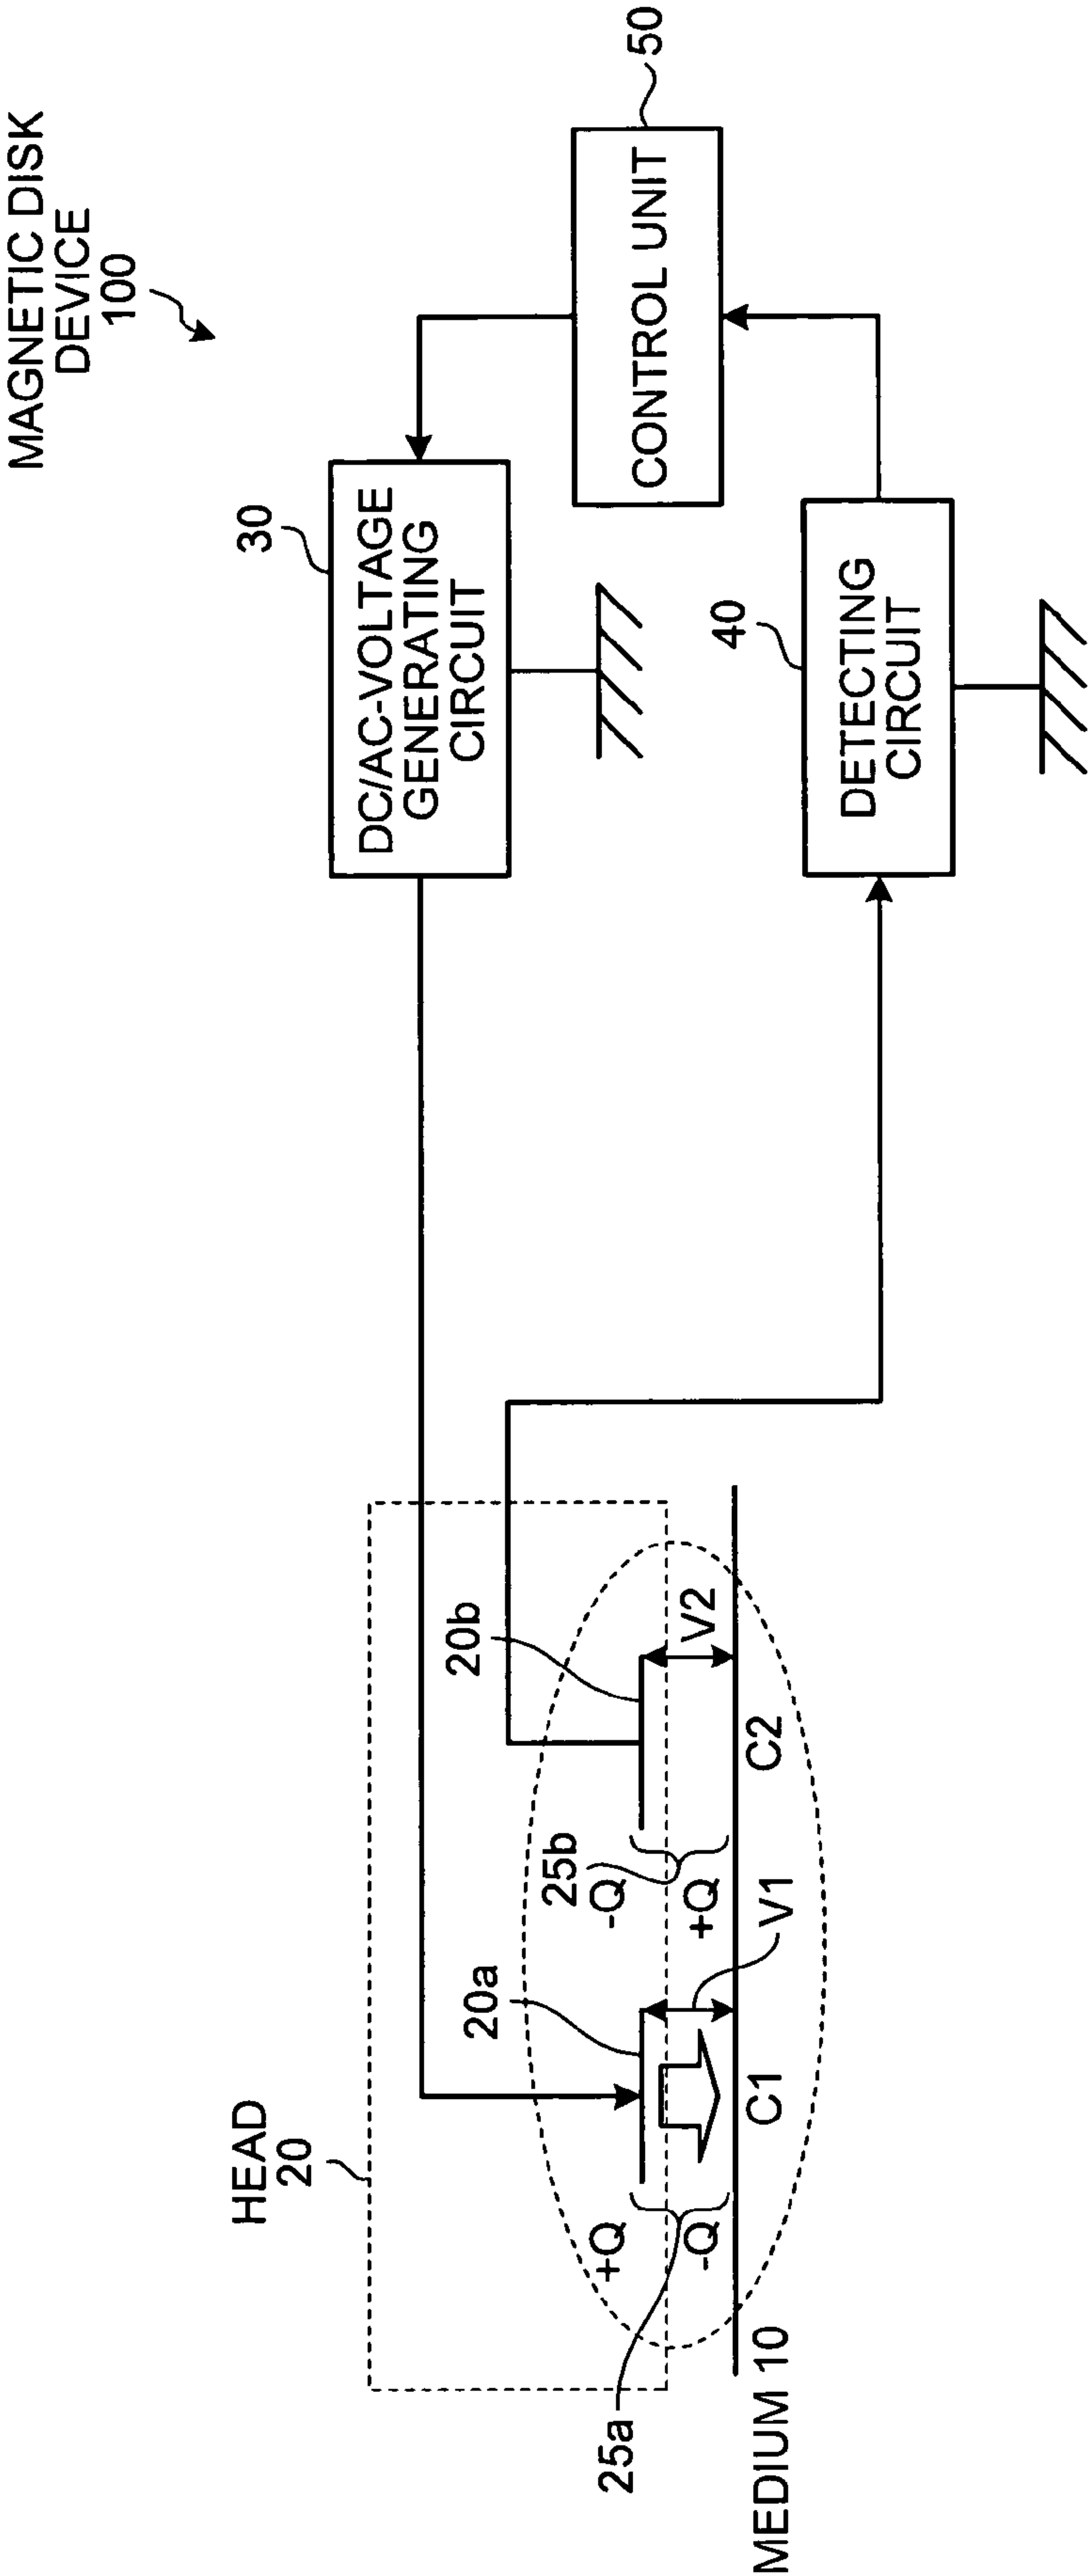 MAGNETIC DISK
DEVICE
100
HEAD
20
30
DC/AC-VOLTAGE
GENERATING
CIRCUIT
50
CONTROL UNIT
40
DETECTING
CIRCUIT
20a
20b
25b
+Q
-Q
-Q
+Q
V2
25a
C1
V1
C2
MEDIUM 10